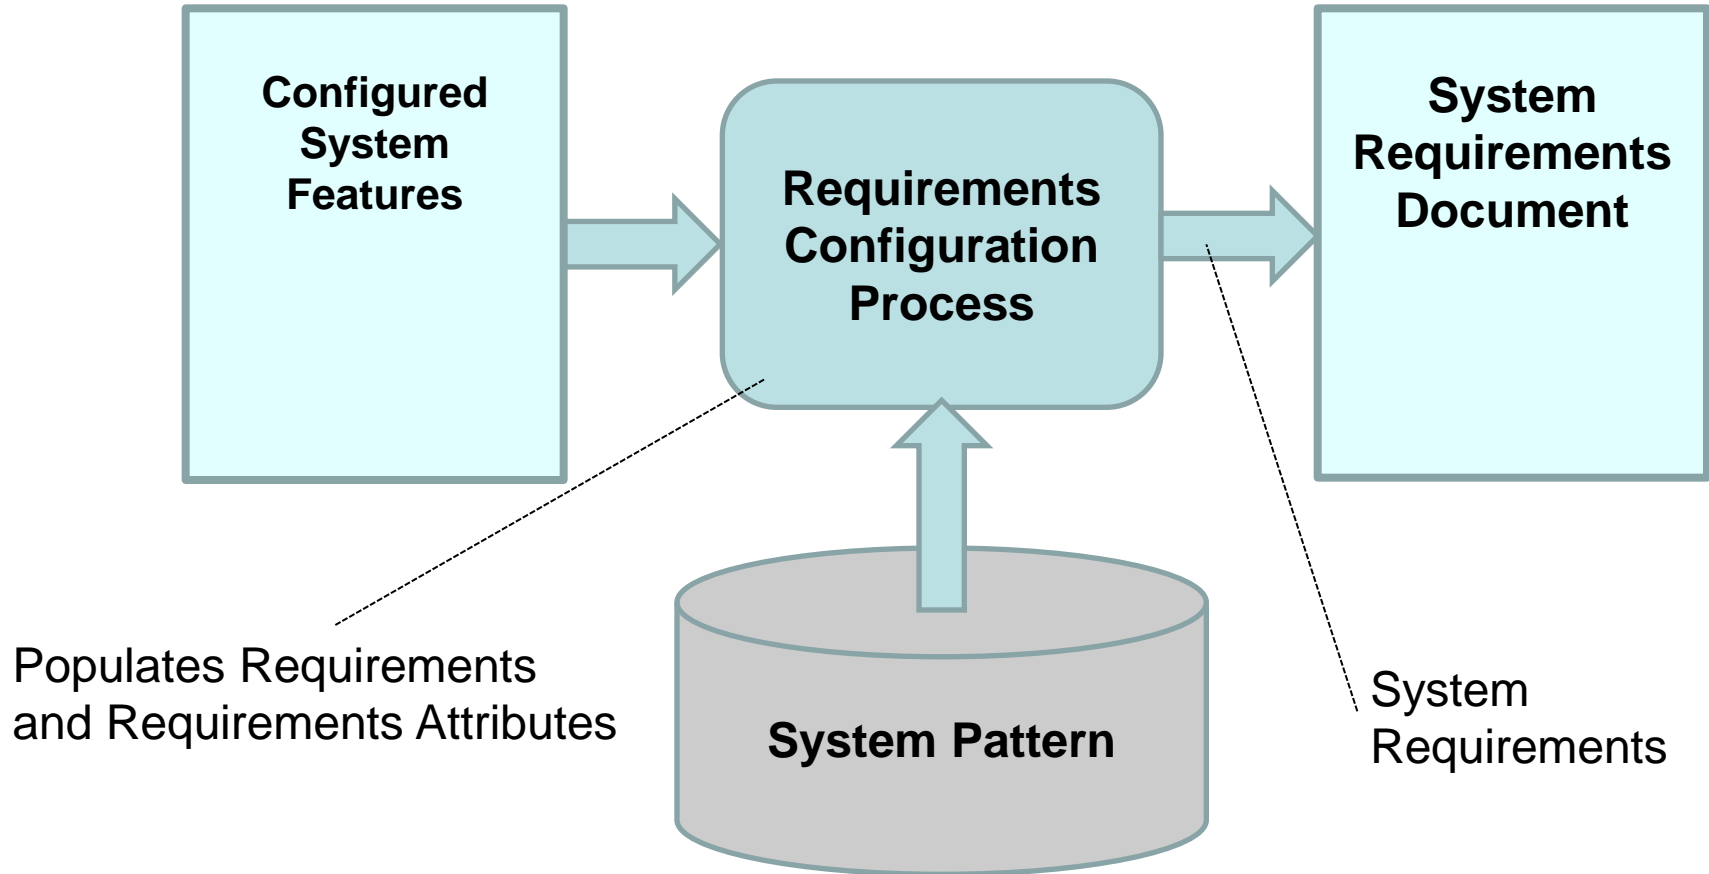 Configured
System
Features
Requirements
Configuration
Process
System
Requirements
Document
Populates Requirements
and Requirements Attributes
System Pattern
System
Requirements